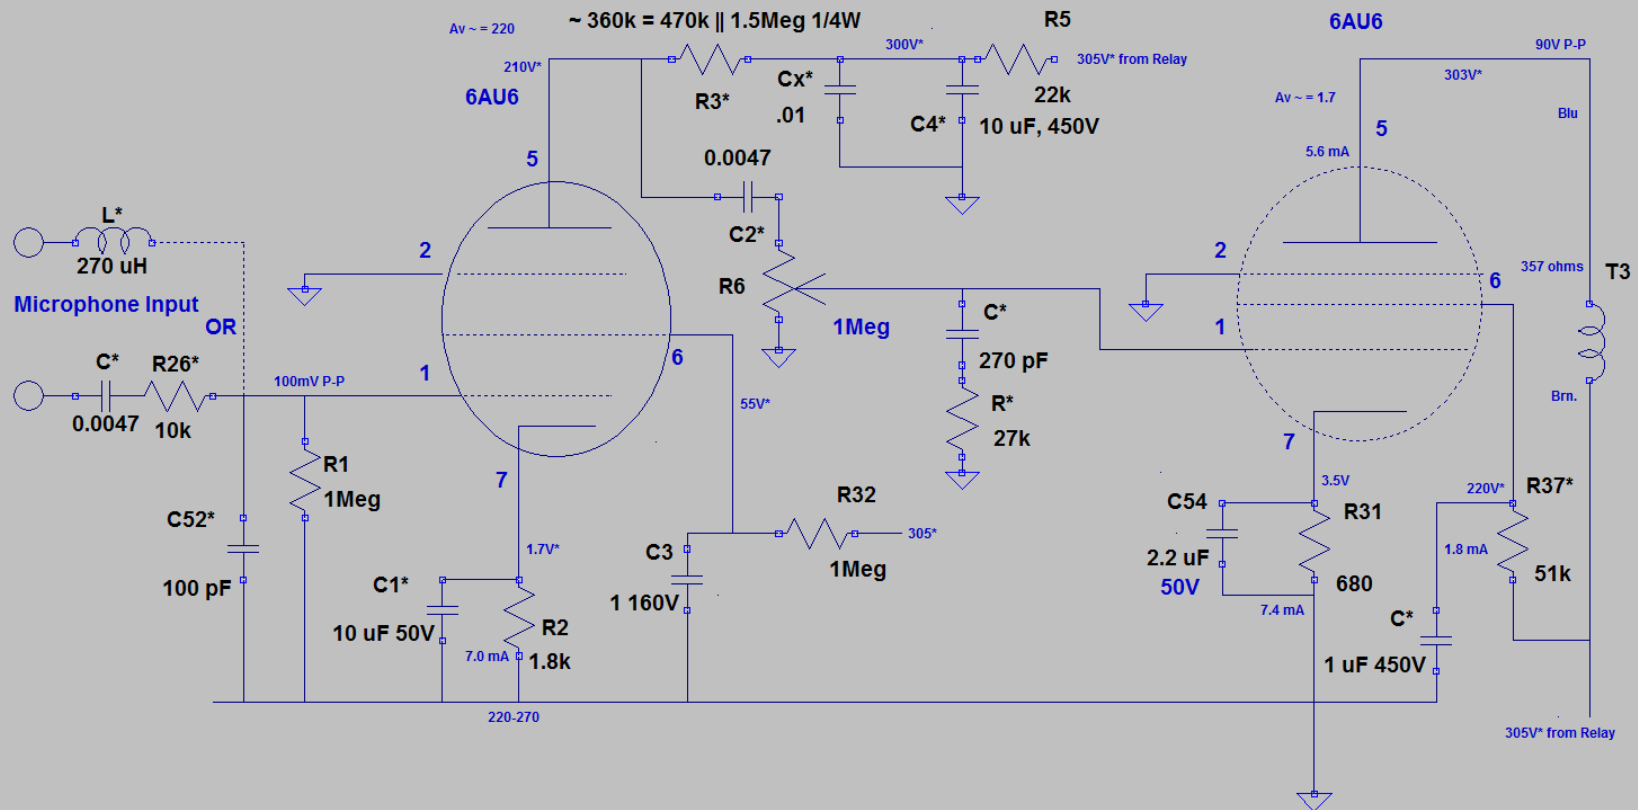 ~ 360k = 470k || 1.5Meg 1/4W
R5
6AU6
Av ~ = 220
300V*
90V P-P
210V*
305V* from Relay
303V*
6AU6
R3*
Cx*
.01
22k
C4*
10 uF, 450V
Av ~ = 1.7
Blu
5
5
5.6 mA
0.0047
L*
270 uH
C2*
2
R6
1Meg
2
6
357 ohms
T3
Microphone Input
OR
1
C*
270 pF
C*
R26*
100mV P-P
1
6
0.0047
10k
55V*
R*
27k
Brn.
R1
1Meg
7
7
3.5V
220V*
R37*
C52*
100 pF
R32
305*
1Meg
C54
2.2 uF
50V
R31
680
1.8 mA
51k
1.7V*
C3
1 160V
C1*
10 uF 50V
R2
1.8k
7.0 mA
7.4 mA
C*
1 uF 450V
220-270
305V* from Relay